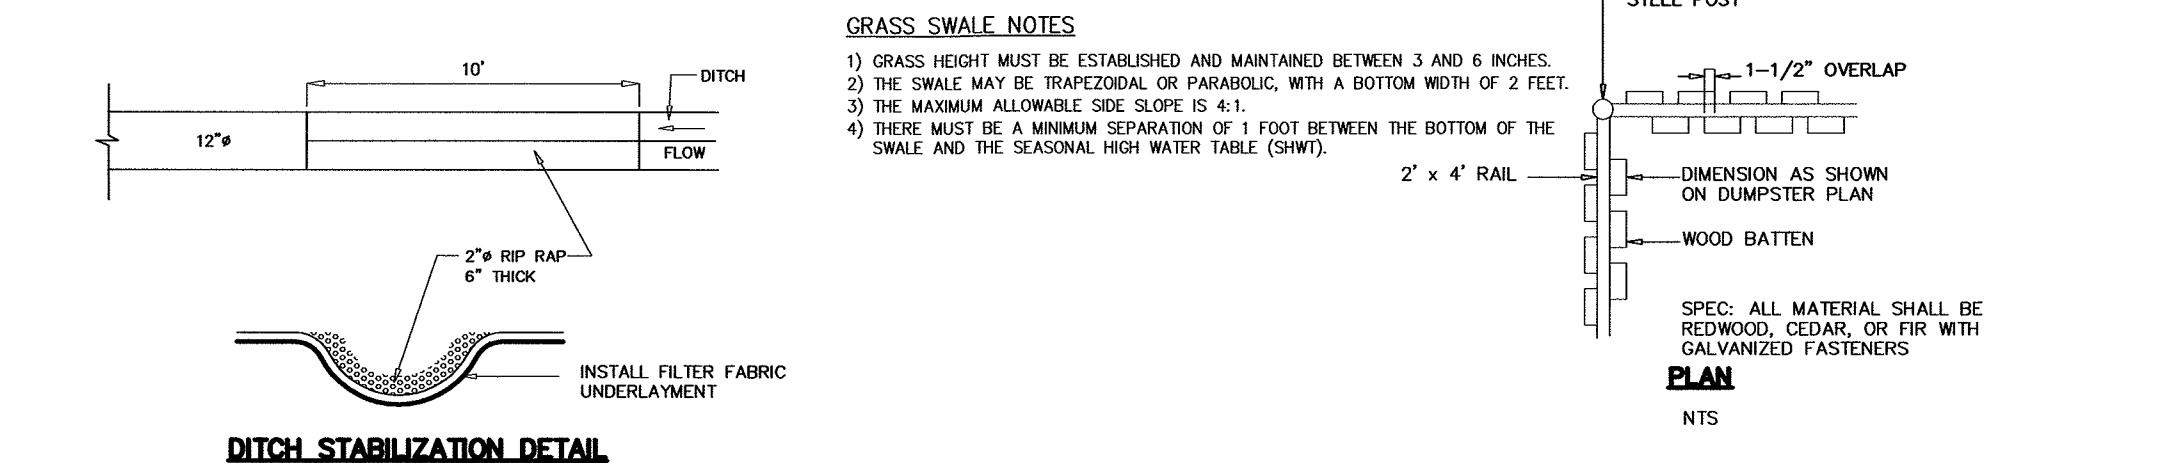 10'
DITCH
12"ø
FLOW
2"ø RIP RAP
6" THICK
INSTALL FILTER FABRIC
UNDERLAYMENT
DITCH STABILIZATION DETAIL
GRASS SWALE NOTES
1) GRASS HEIGHT MUST BE ESTABLISHED AND MAINTAINED BETWEEN 3 AND 6 INCHES.
2) THE SWALE MAY BE TRAPEZOIDAL OR PARABOLIC, WITH A BOTTOM WIDTH OF 2 FEET.
3) THE MAXIMUM ALLOWABLE SIDE SLOPE IS 4:1.
4) THERE MUST BE A MINIMUM SEPARATION OF 1 FOOT BETWEEN THE BOTTOM OF THE
SWALE AND THE SEASONAL HIGH WATER TABLE (SHWT).
STEEL POST
1-1/2" OVERLAP
2' x 4' RAIL
DIMENSION AS SHOWN
ON DUMPSTER PLAN
WOOD BATTEN
SPEC: ALL MATERIAL SHALL BE
REDWOOD, CEDAR, OR FIR WITH
GALVANIZED FASTENERS
PLAN
NTS